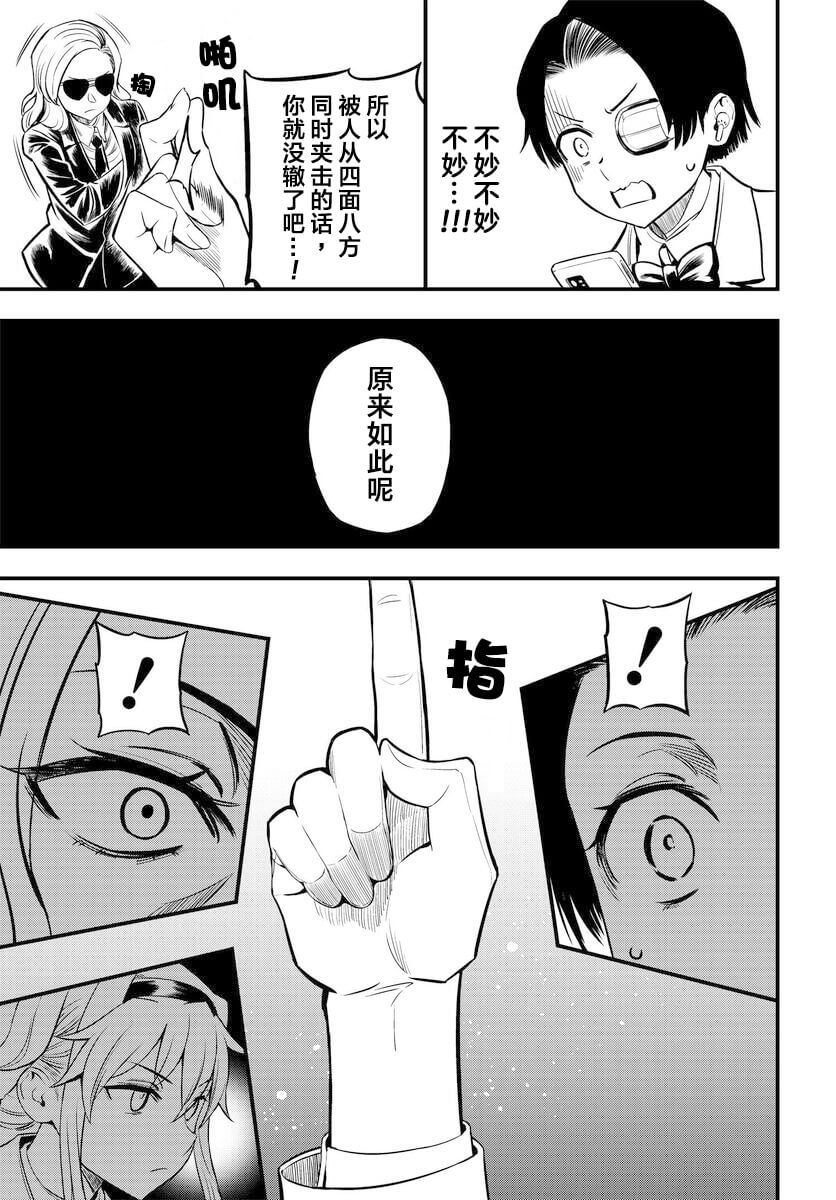 不妙不妙
不妙…!!!
所以
被人从四面八方
同时夹击的话，
你就没辙了吧…!
啪叽
掏
原来如此呢
!
指
!